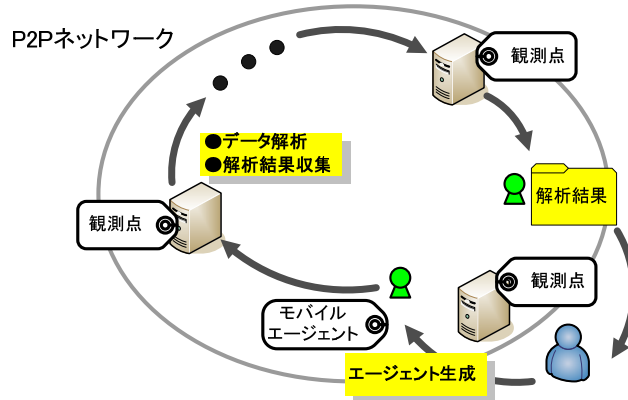 P2Pネットワーク
観測点
●データ解析
●解析結果収集
解析結果
観測点
観測点
モバイル
エージェント
エージェント生成